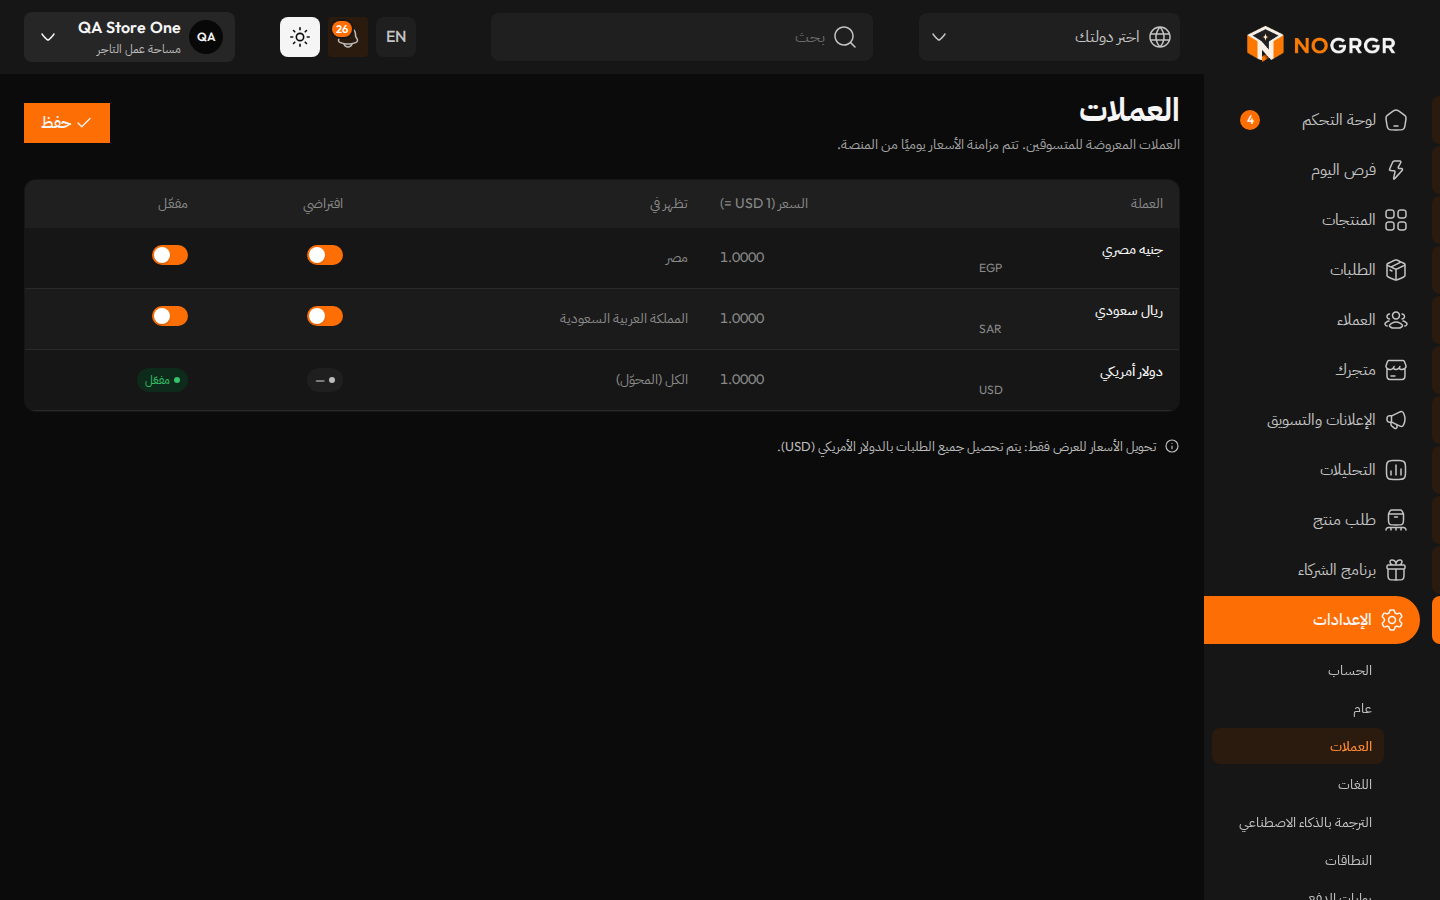 NOGRGR
اختر دولتك
بحث
EN
26
QA Store One
مساحة عمل التاجر
QA
لوحة التحكم
4
فرص اليوم
المنتجات
الطلبات
العملاء
متجرك
الإعلانات والتسويق
التحليلات
طلب منتج
برنامج الشركاء
الإعدادات
الحساب
عام
العملات
اللغات
الترجمة بالذكاء الاصطناعي
النطاقات
بوابات الدفع
العملات
العملات المعروضة للمتسوقين. تتم مزامنة الأسعار يوميًا من المنصة.
حفظ
العملة السعر (1 USD =) تظهر في افتراضي مفعّل
جنيه مصري
EGP
1.0000 مصر
ريال سعودي
SAR
1.0000 المملكة العربية السعودية
دولار أمريكي
USD
1.0000 الكل (المحوّل) — مفعّل
تحويل الأسعار للعرض فقط: يتم تحصيل جميع الطلبات بالدولار الأمريكي (USD).